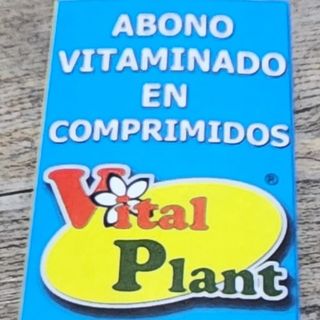 ABONO
VITAMINADO
EN
COMPRIMIDOS
Vital
Plant
®